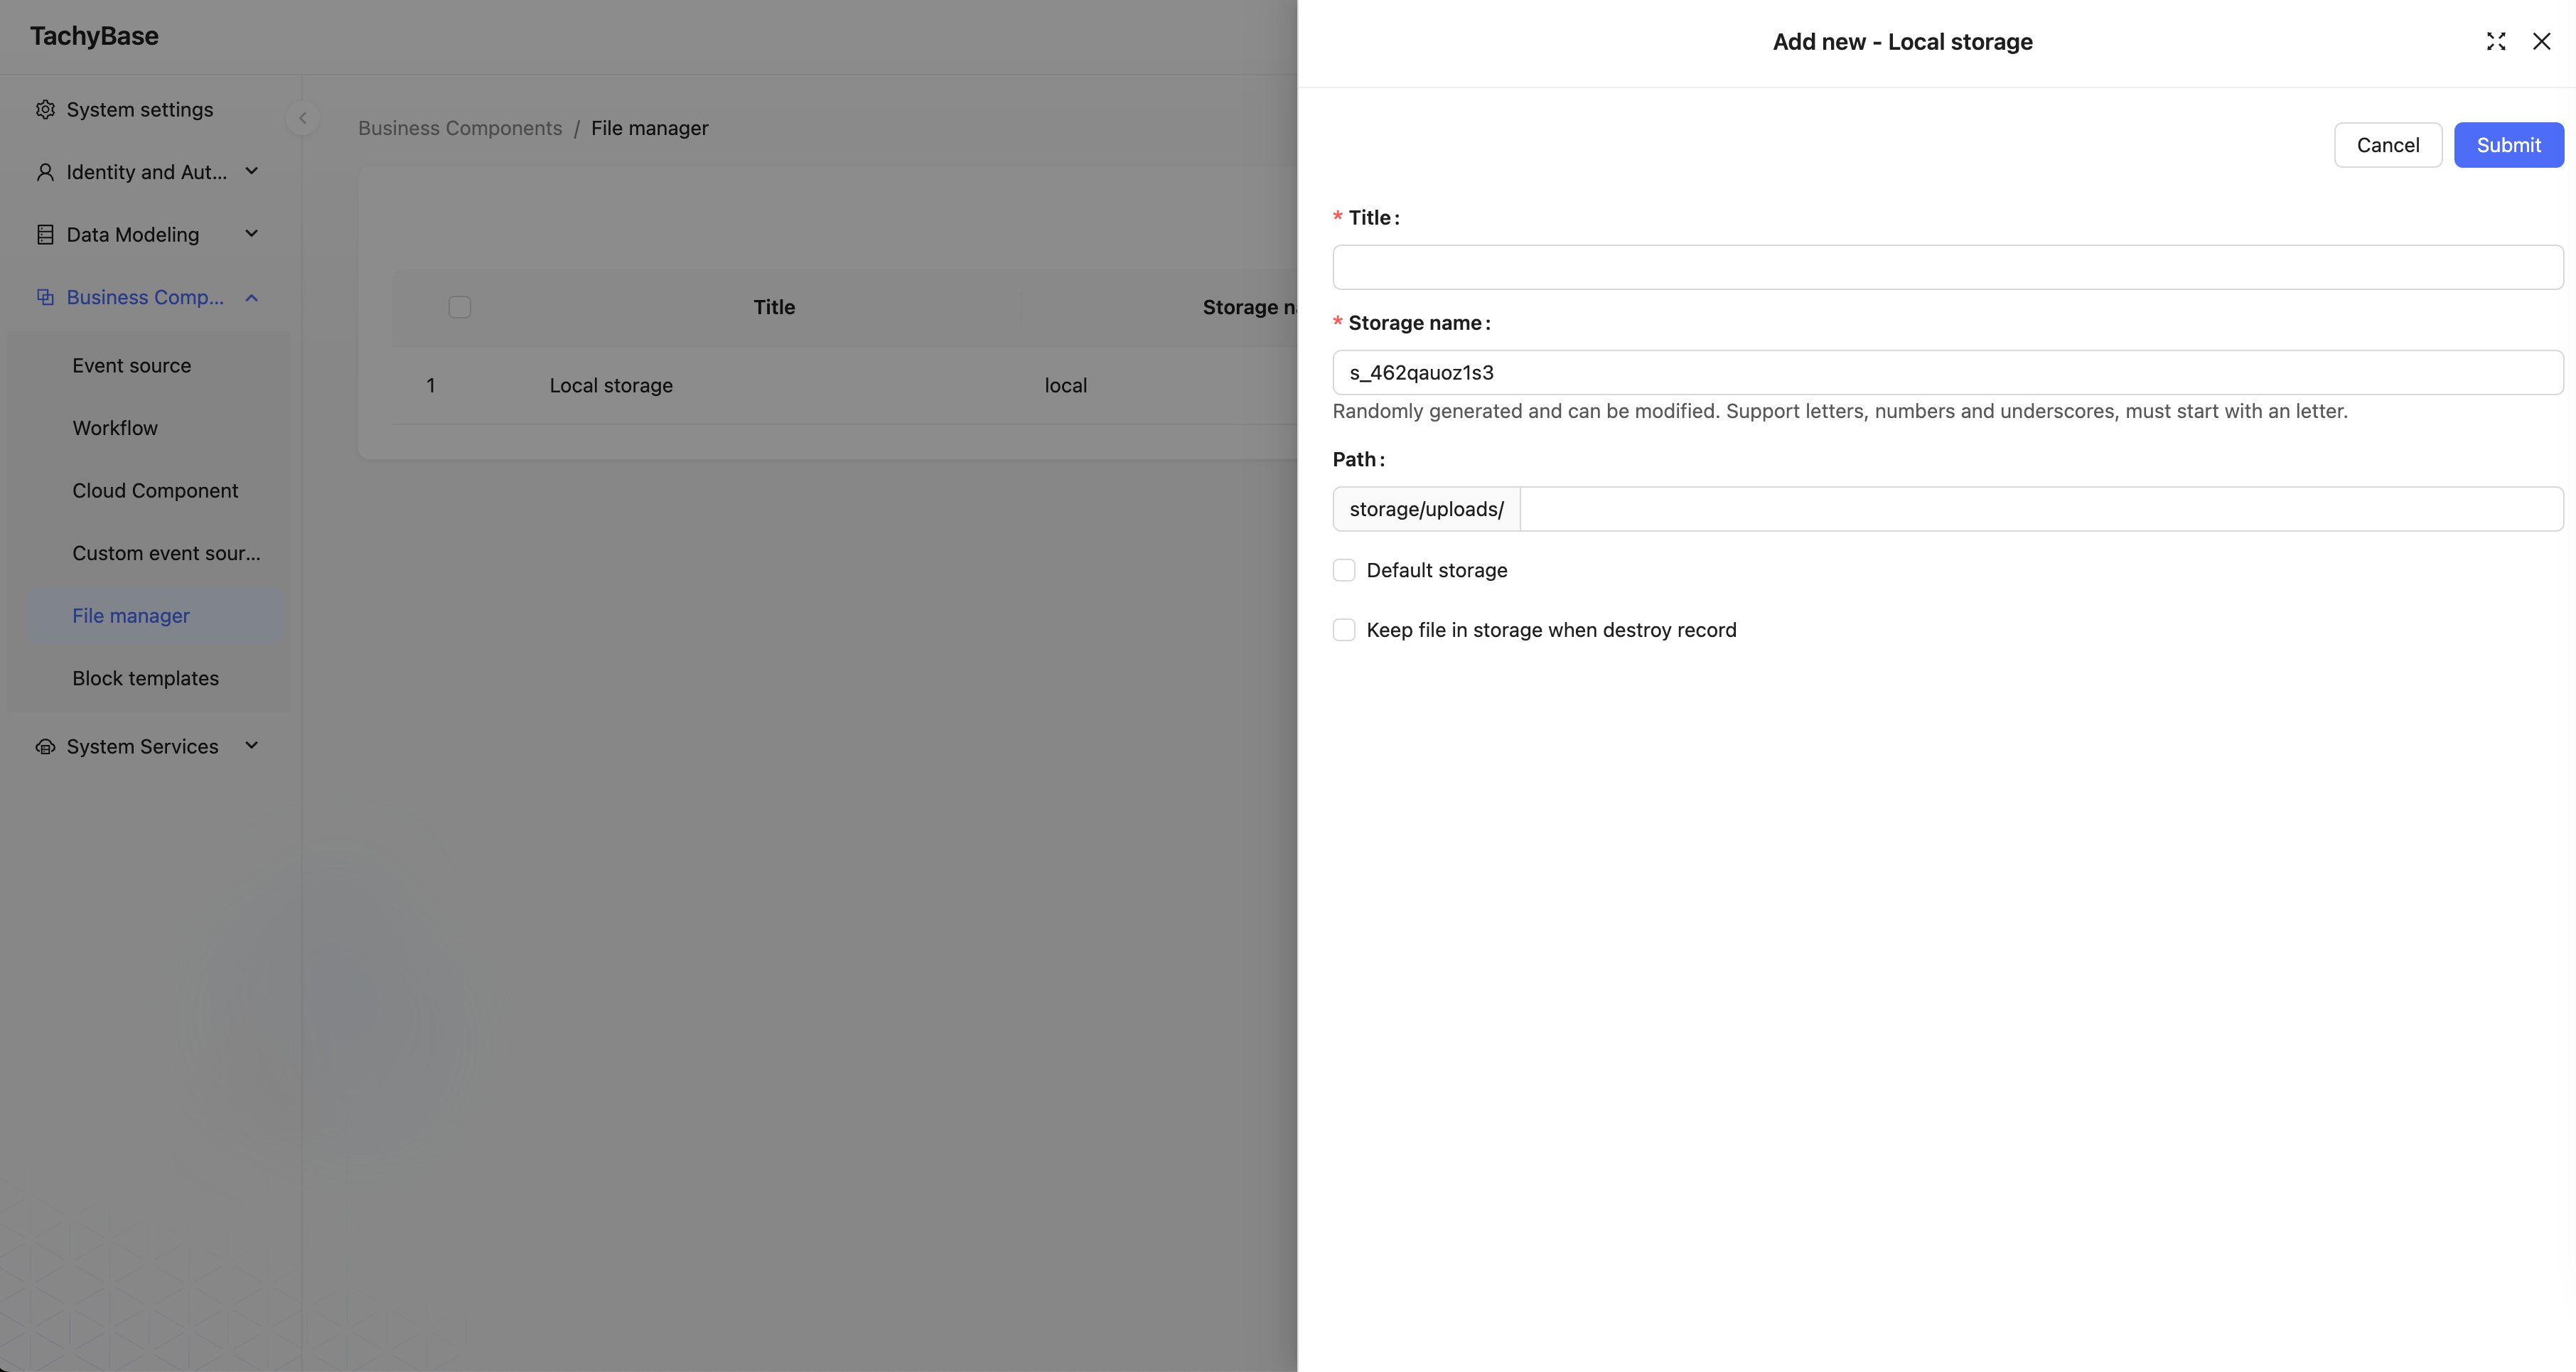 TachyBase
System settings
Identity and Aut...
Data Modeling
Business Comp...
Event source
Workflow
Cloud Component
Custom event sour...
File manager
Block templates
System Services
Business Components / File manager
Title
Storage n
1
Local storage
local
Add new - Local storage
Cancel
Submit
* Title :
* Storage name :
s_462qauoz1s3
Randomly generated and can be modified. Support letters, numbers and underscores, must start with an letter.
Path :
storage/uploads/
Default storage
Keep file in storage when destroy record